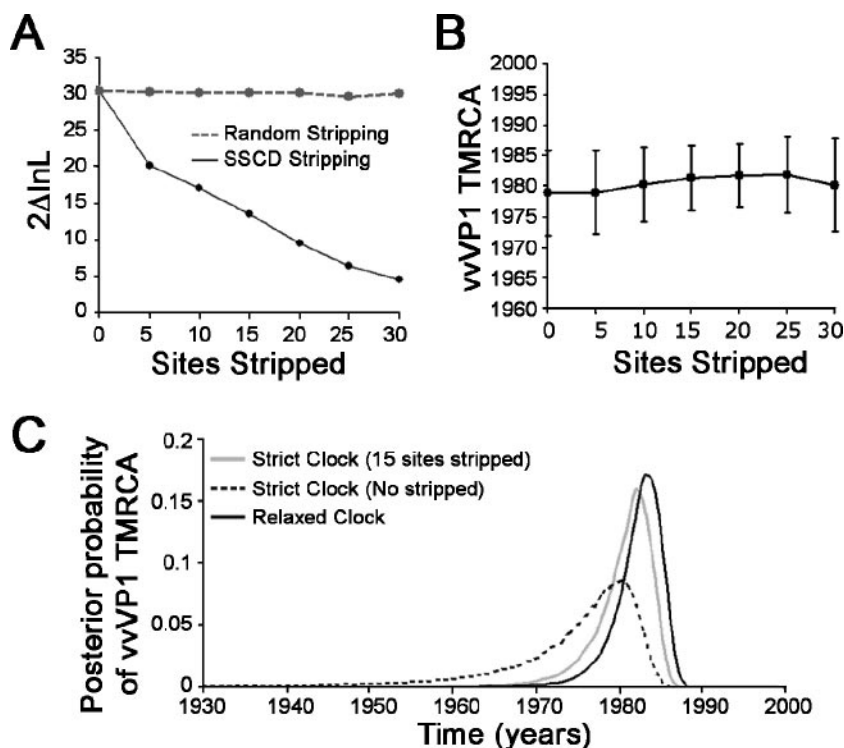 A
35
30
25
20
15
10
5
0
2ΔlnL
Random Stripping
SSCD Stripping
0 5 10 15 20 25 30
Sites Stripped
B
2000
1995
1990
1985
1980
1975
1970
1965
1960
vvVP1 TMRCA
0 5 10 15 20 25 30
Sites Stripped
C
0.2
0.15
0.1
0.05
0
Posterior probability
of vvVP1 TMRCA
Strict Clock (15 sites stripped)
Strict Clock (No stripped)
Relaxed Clock
1930 1940 1950 1960 1970 1980 1990 2000
Time (years)